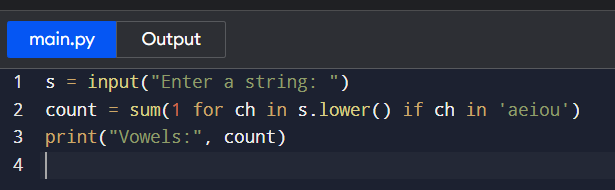 main.py Output
1 s = input("Enter a string: ")
2 count = sum(1 for ch in s.lower() if ch in 'aeiou')
3 print("Vowels:", count)
4